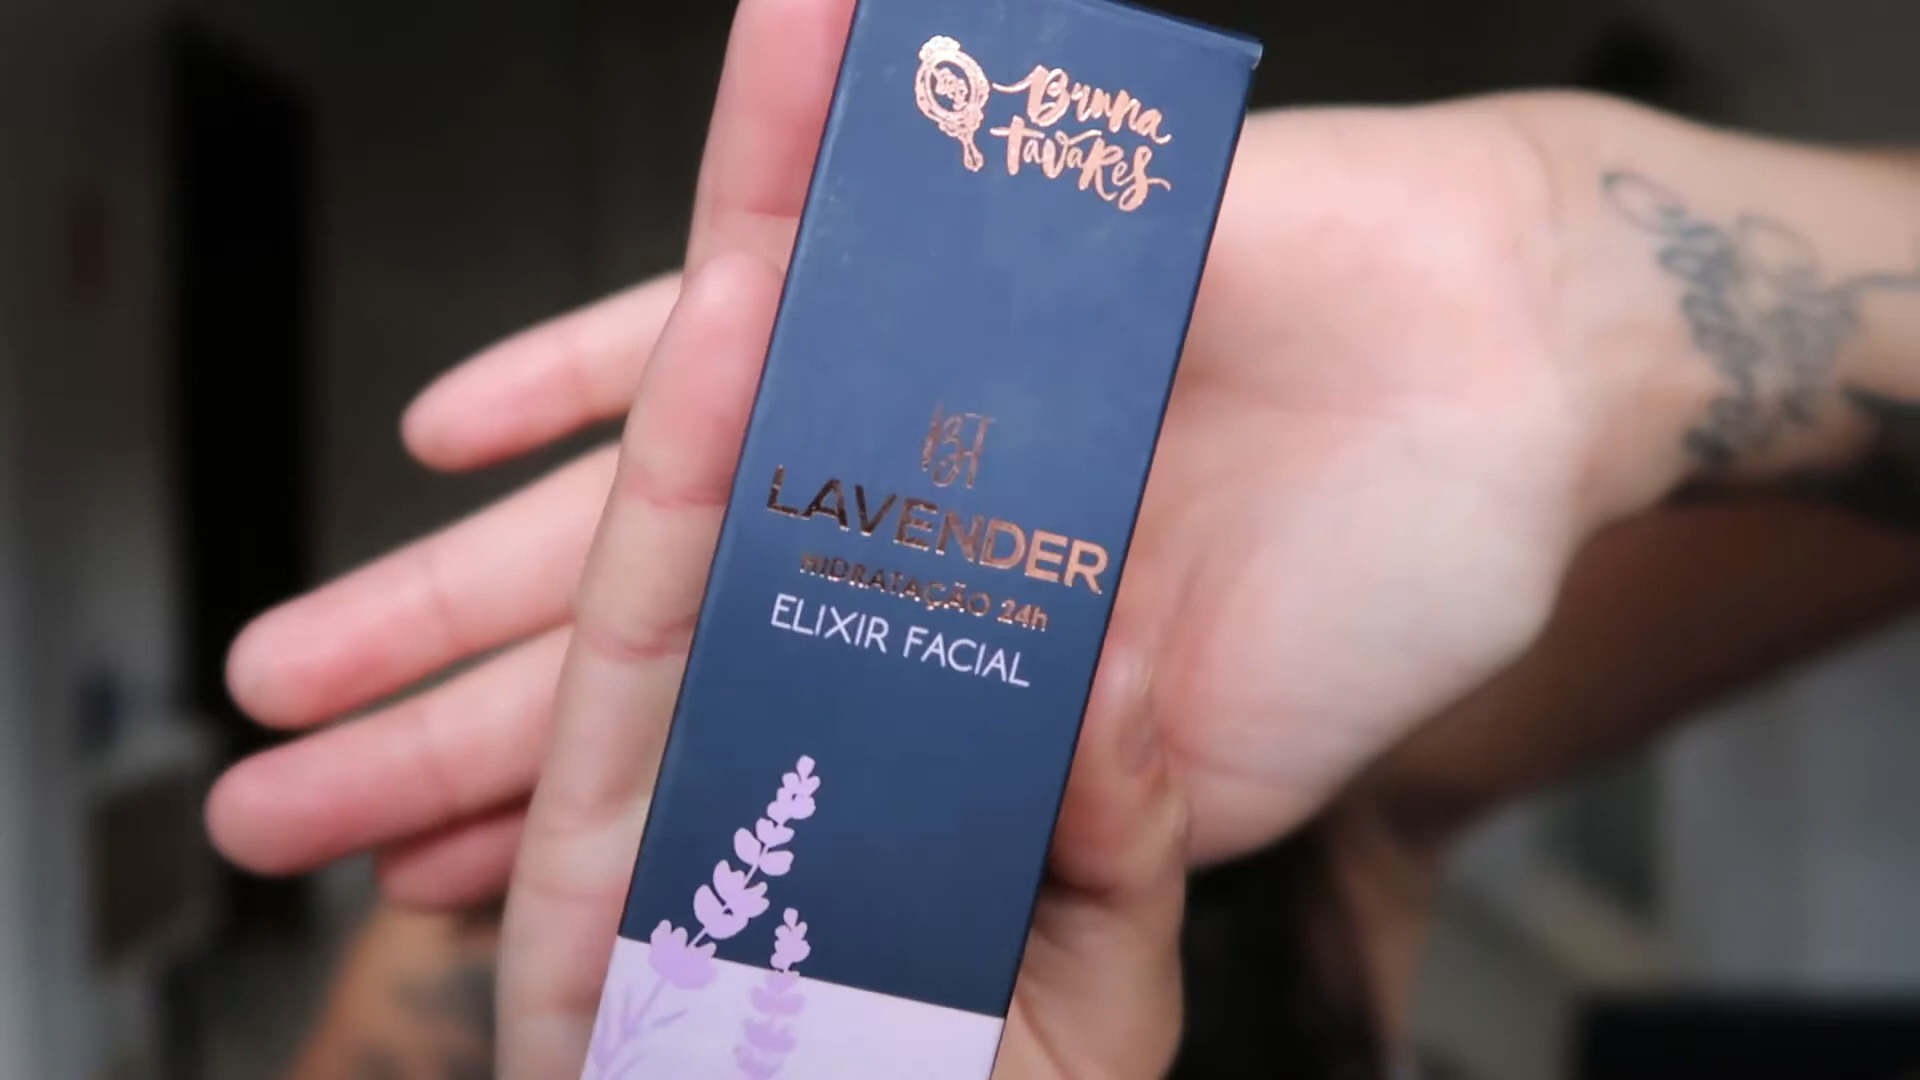 Bruna
Tavares
BT
LAVENDER
HIDRATAÇÃO 24h
ELIXIR FACIAL